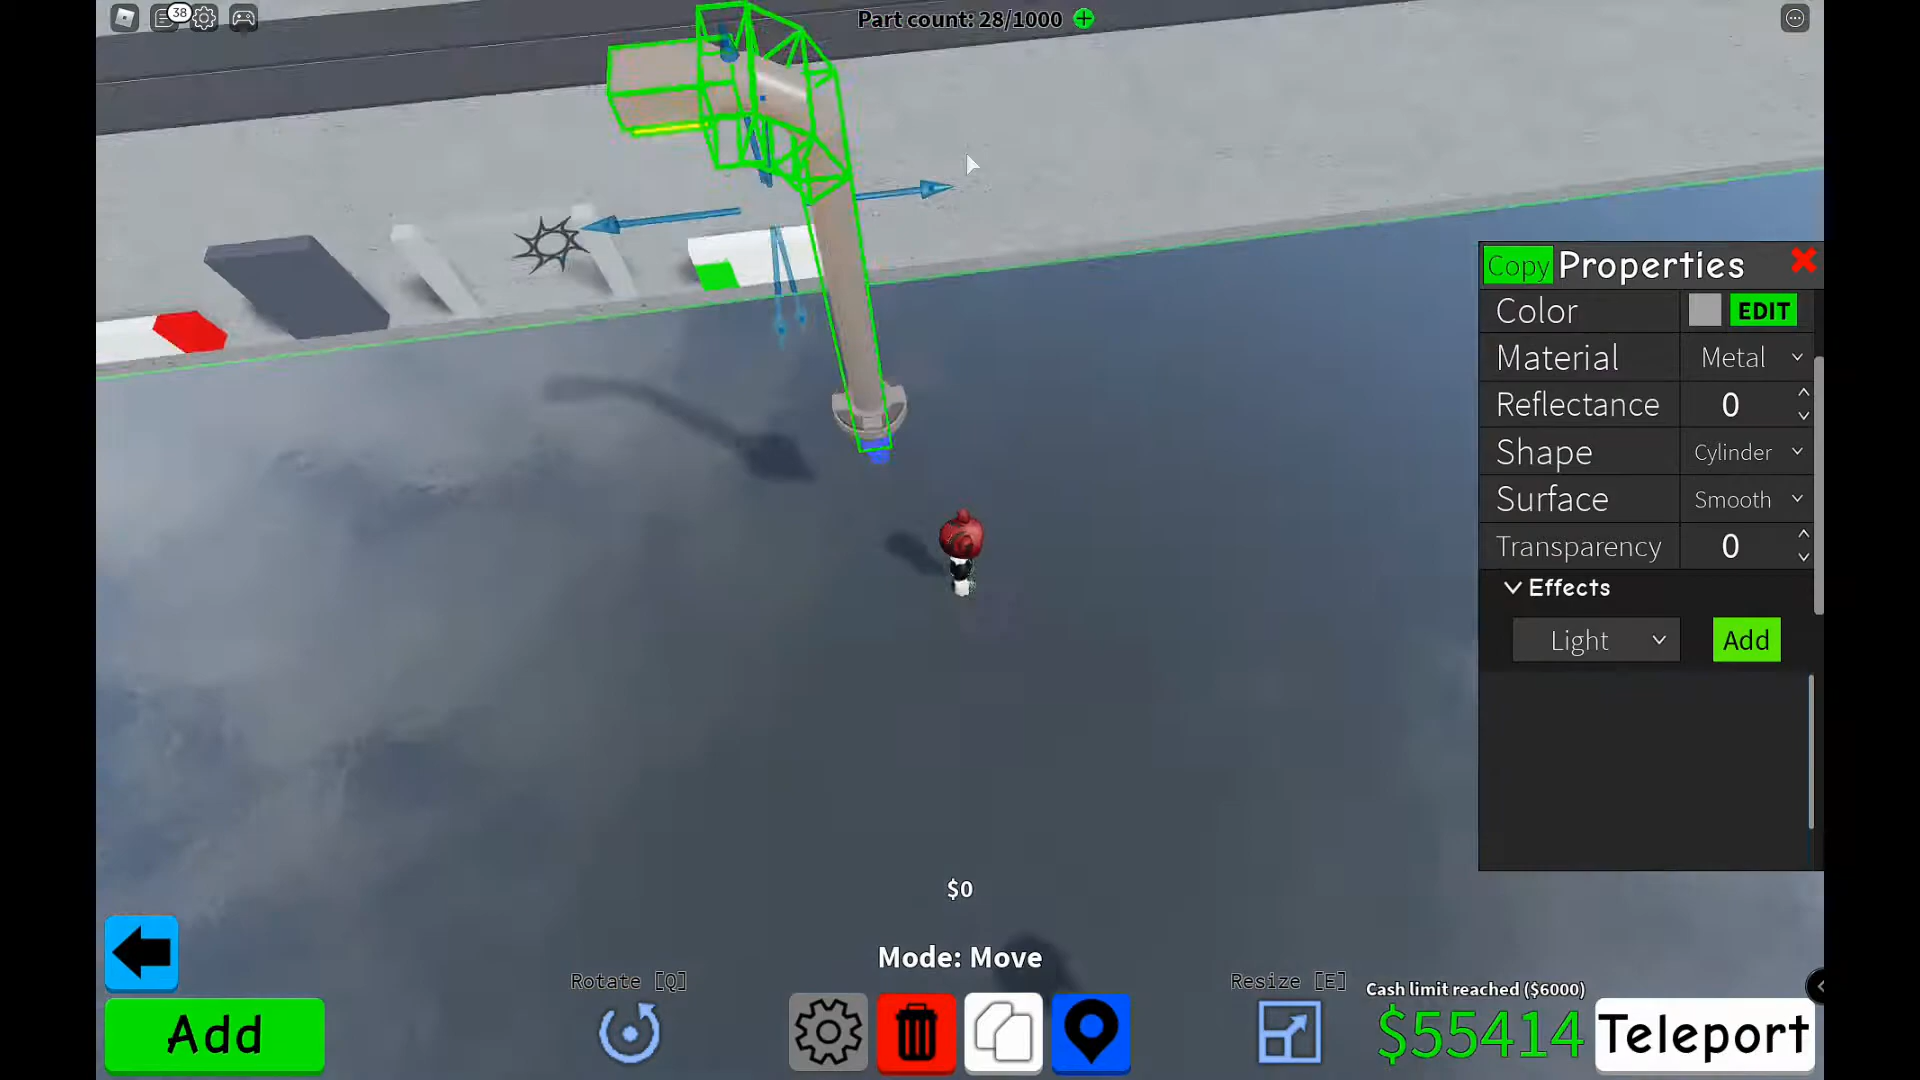 38
Part count: 28/1000
Copy Properties
Color EDIT
Material Metal
Reflectance 0
Shape Cylinder
Surface Smooth
Transparency 0
Effects
Light Add
$0
Mode: Move
Rotate [Q]
Resize [E]
Cash limit reached ($6000)
$55414
Add
Teleport